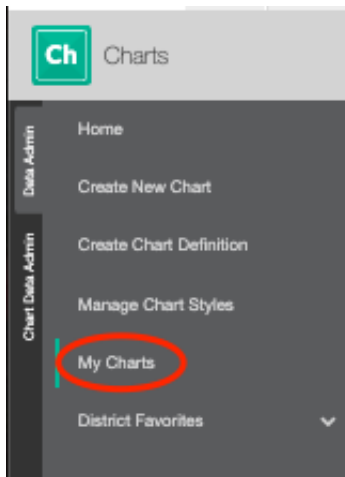 Ch Charts
Data Admin
Chart Data Admin
Home
Create New Chart
Create Chart Definition
Manage Chart Styles
My Charts
District Favorites